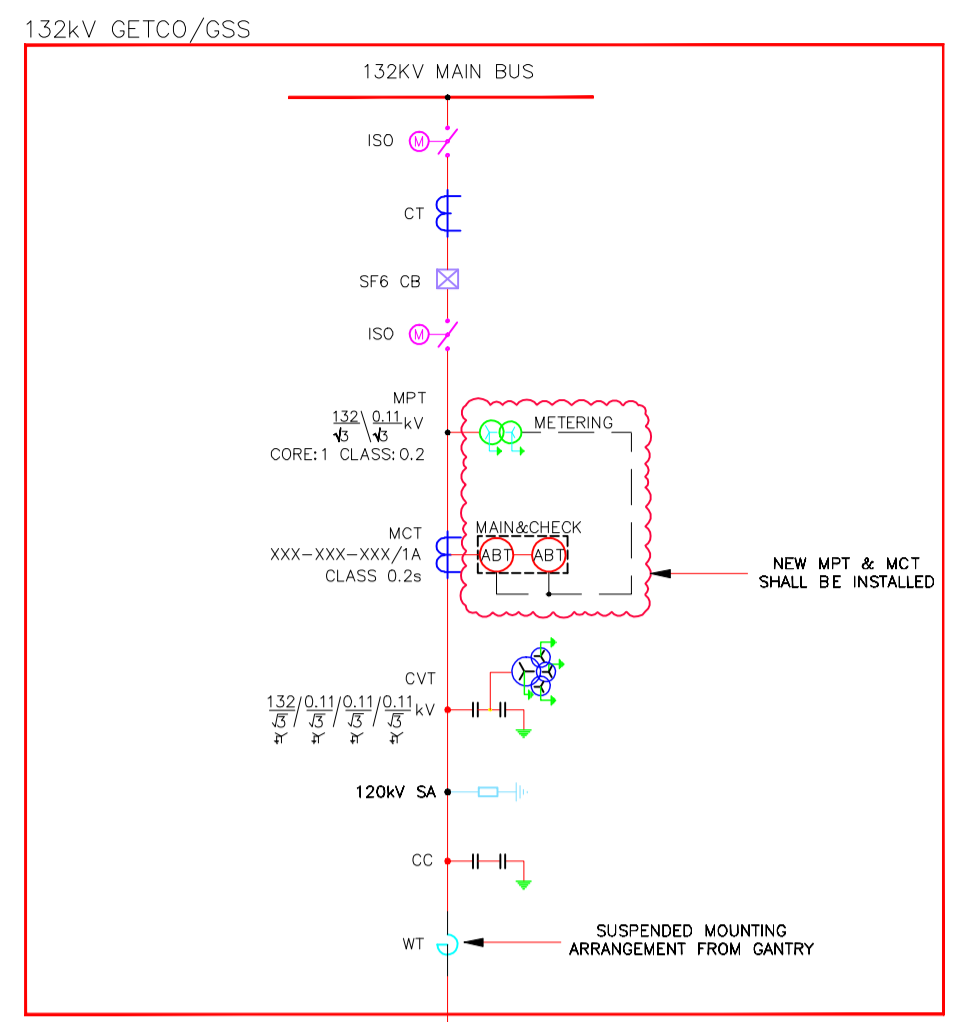 132kV GETCO/GSS
132KV MAIN BUS
ISO M
CT
SF6 CB
ISO M
MPT
132/√3 \ 0.11/√3 kV
METERING
CORE:1 CLASS:0.2
MAIN&CHECK
MCT
XXX-XXX-XXX/1A
ABT ABT
CLASS 0.2s
NEW MPT & MCT
SHALL BE INSTALLED
CVT
132/√3 / 0.11/√3 / 0.11/√3 / 0.11/√3 kV
120kV SA
CC
WT
SUSPENDED MOUNTING
ARRANGEMENT FROM GANTRY